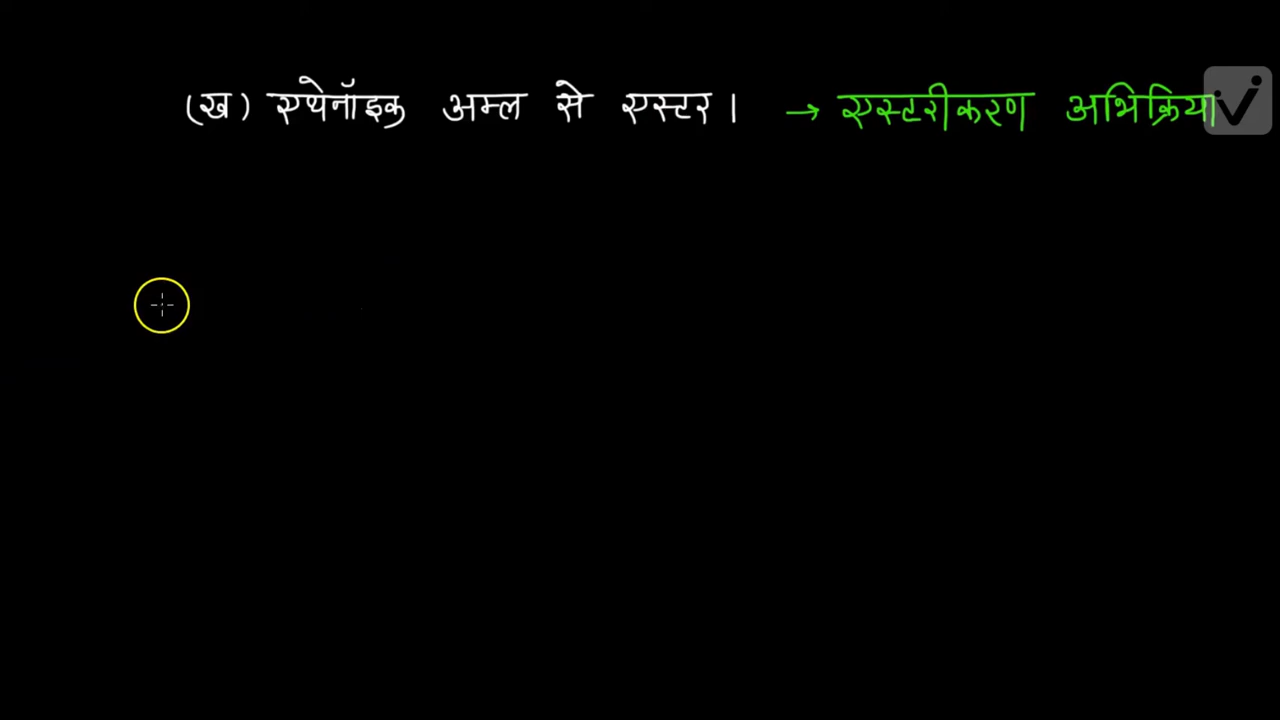 (ख) एथेनॉइक अम्ल से एस्टर। → एस्टरीकरण अभिक्रिया